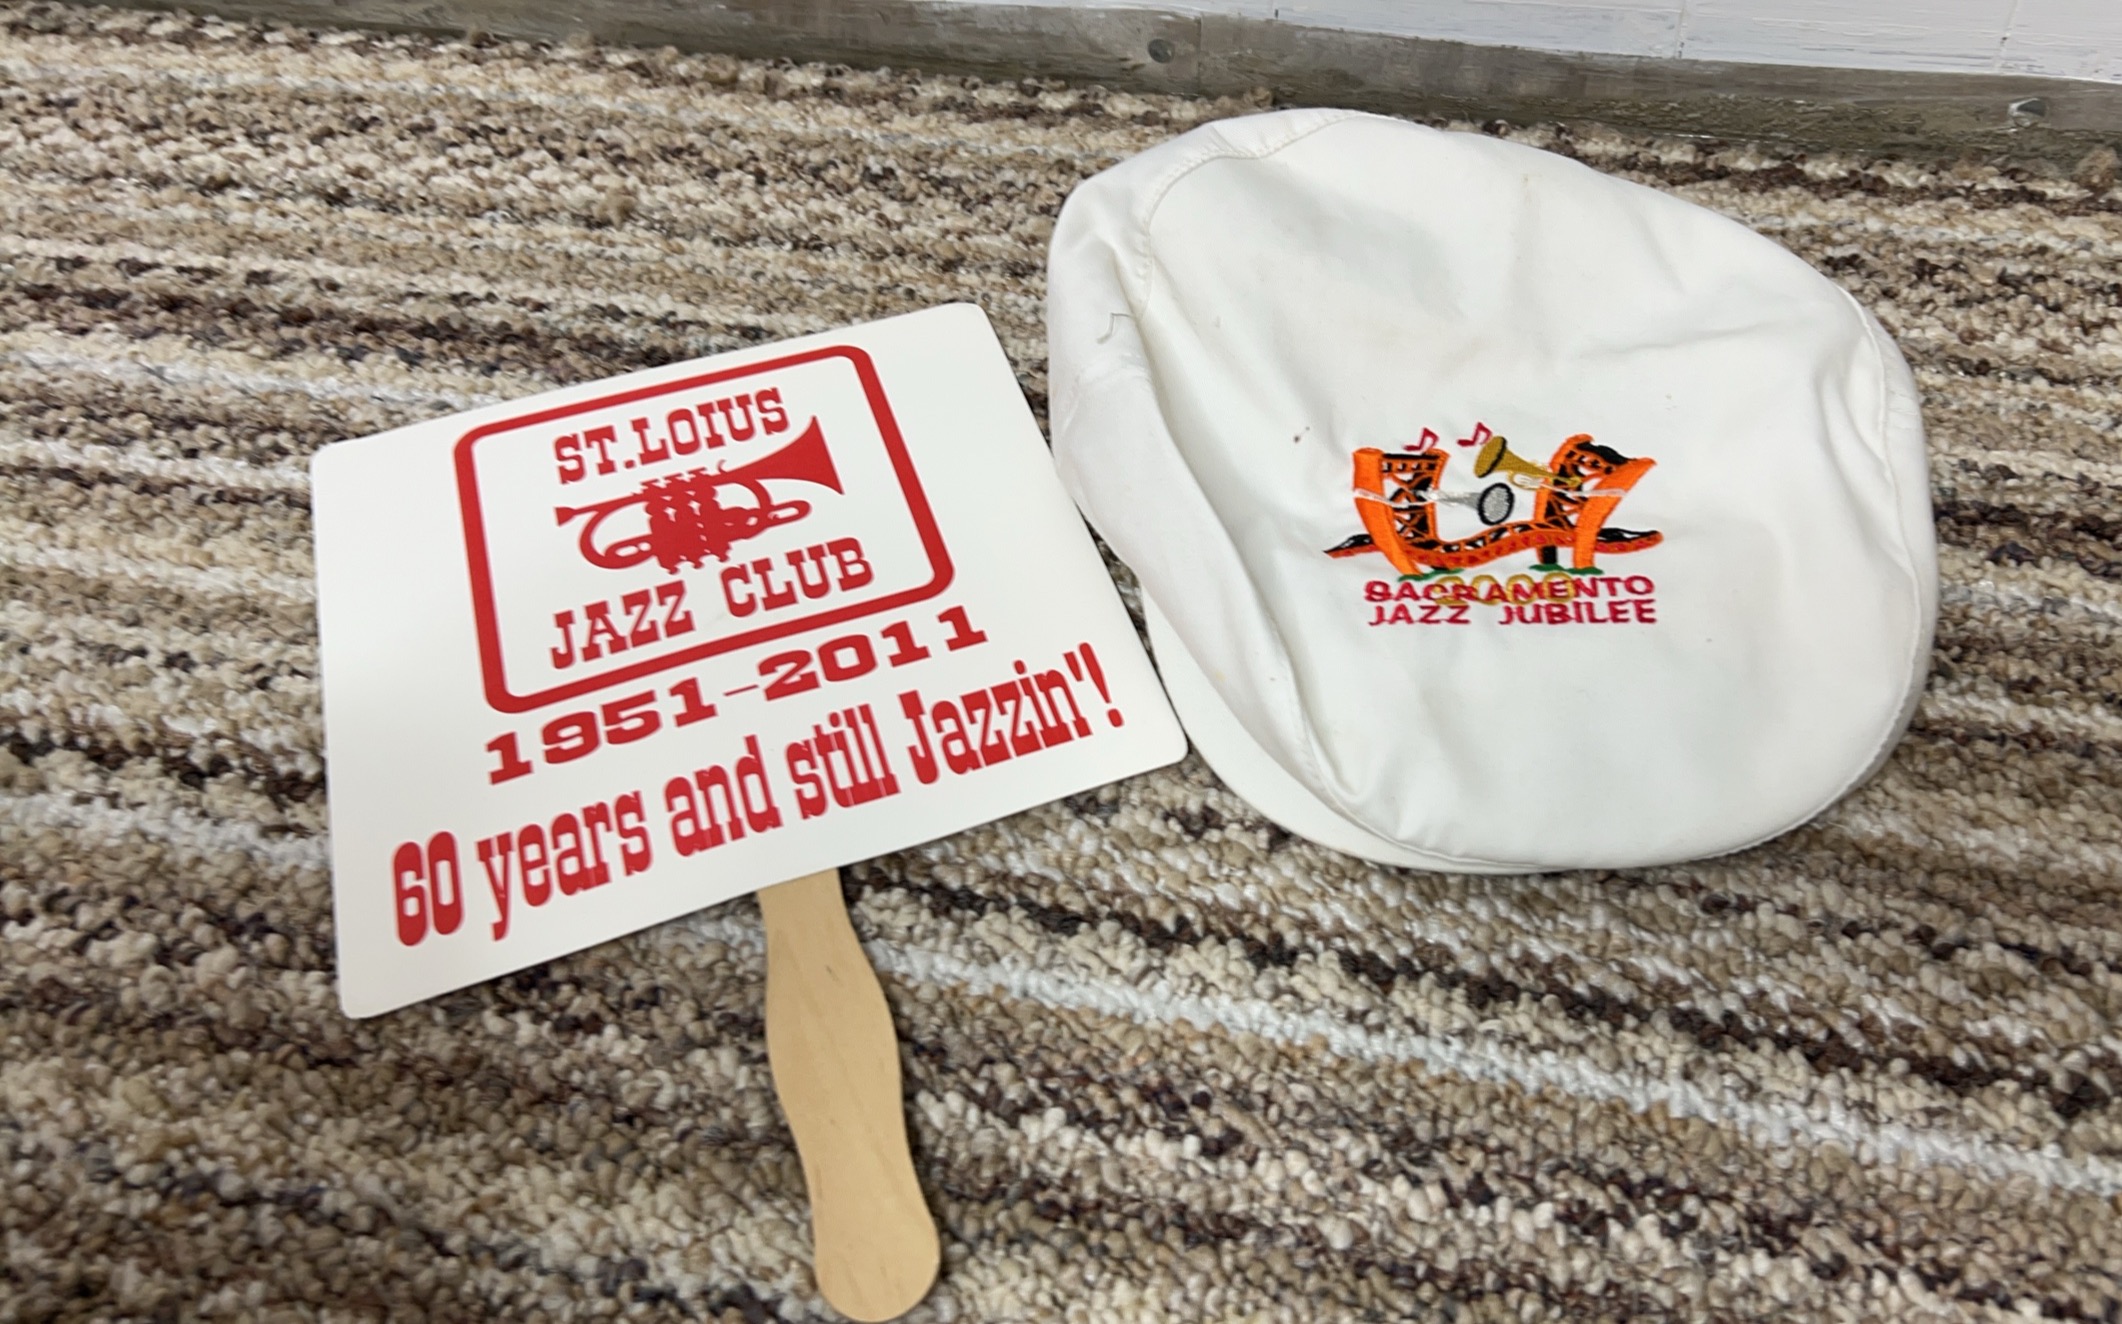 ST.LOIUS
JAZZ CLUB
1951-2011
60 years and still Jazzin'!
SACRAMENTO
JAZZ JUBILEE